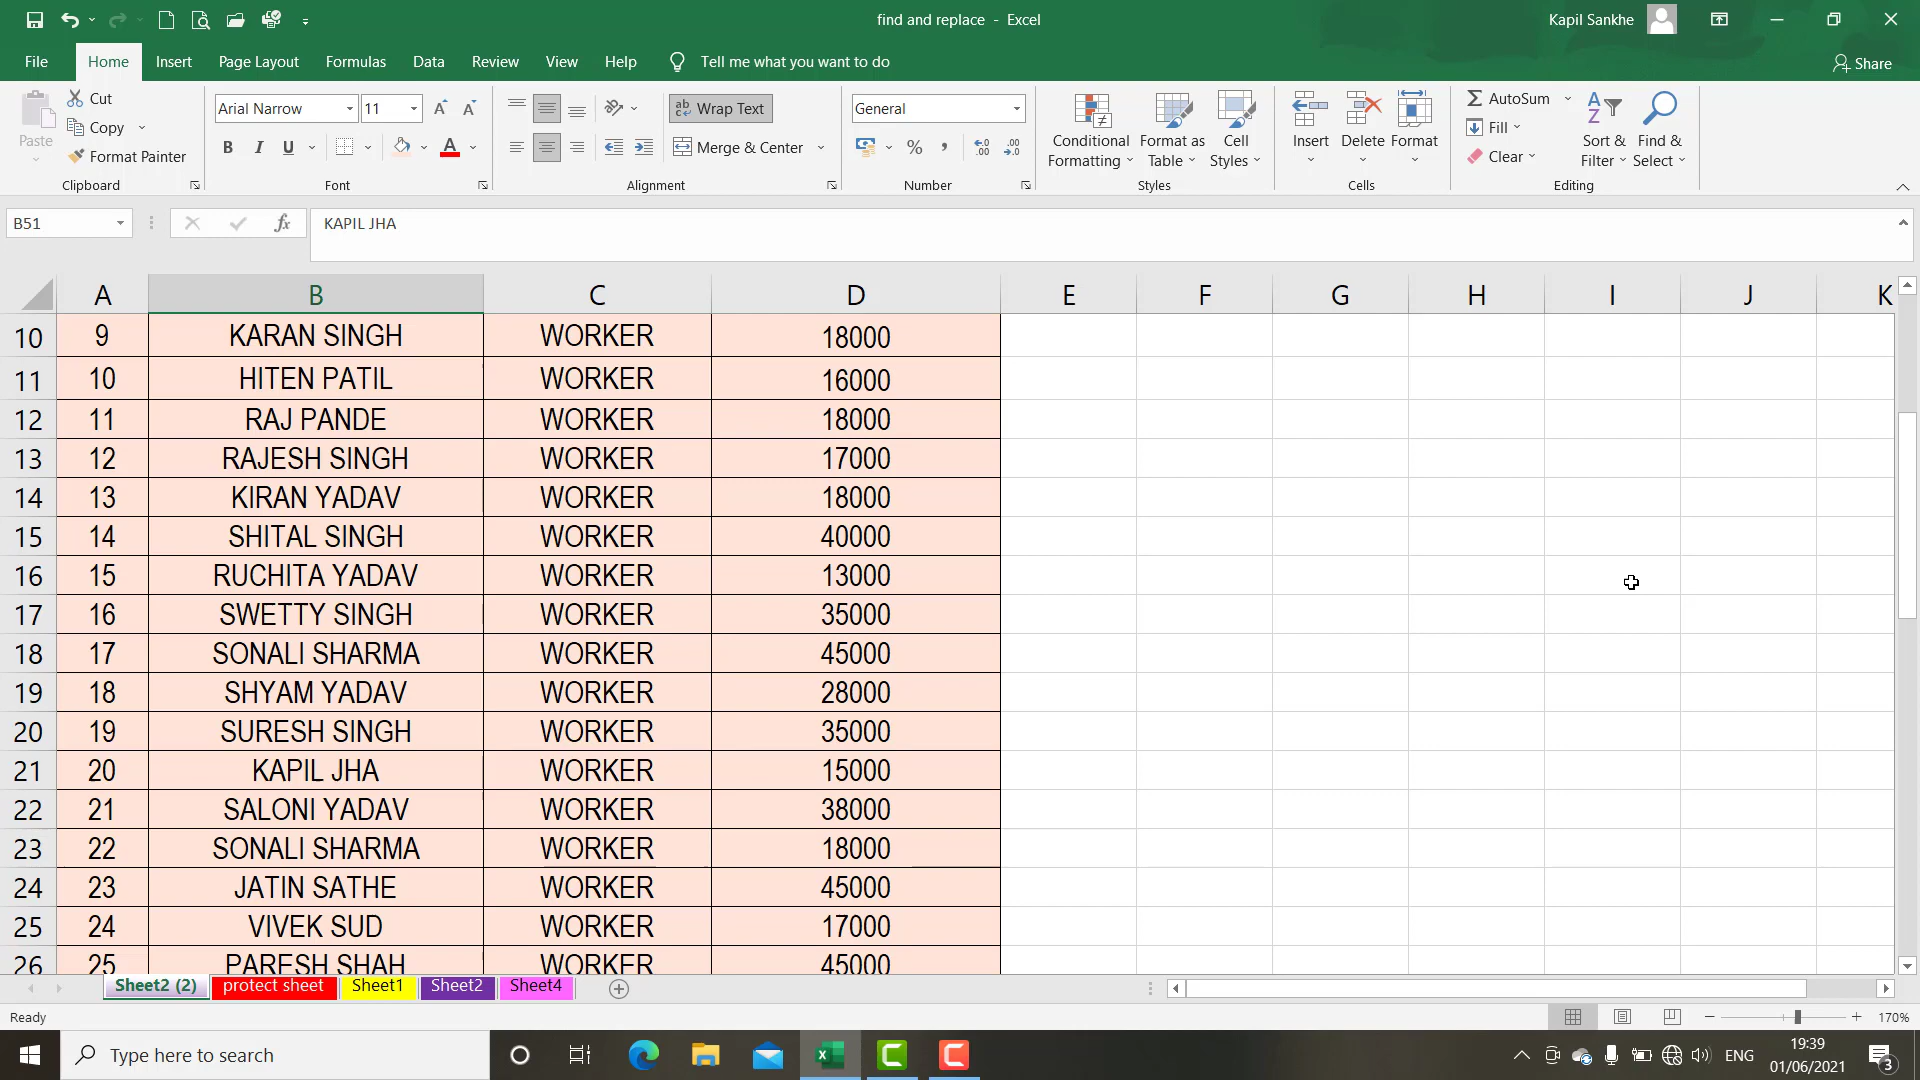 find and replace - Excel
Kapil Sankhe
File Home Insert Page Layout Formulas Data Review View Help Tell me what you want to do Share
Paste
Cut
Copy
Format Painter
Clipboard
Arial Narrow 11
B I U A
Font
ab Wrap Text
Merge & Center
Alignment
General
%
Number
Conditional Formatting
Format as Table
Cell Styles
Styles
Insert Delete Format
Cells
AutoSum
Fill
Clear
Sort & Filter
Find & Select
Editing
B51 fx KAPIL JHA
A B C D E F G H I J K
10 9 KARAN SINGH WORKER 18000
11 10 HITEN PATIL WORKER 16000
12 11 RAJ PANDE WORKER 18000
13 12 RAJESH SINGH WORKER 17000
14 13 KIRAN YADAV WORKER 18000
15 14 SHITAL SINGH WORKER 40000
16 15 RUCHITA YADAV WORKER 13000
17 16 SWETTY SINGH WORKER 35000
18 17 SONALI SHARMA WORKER 45000
19 18 SHYAM YADAV WORKER 28000
20 19 SURESH SINGH WORKER 35000
21 20 KAPIL JHA WORKER 15000
22 21 SALONI YADAV WORKER 38000
23 22 SONALI SHARMA WORKER 18000
24 23 JATIN SATHE WORKER 45000
25 24 VIVEK SUD WORKER 17000
26 25 PARESH SHAH WORKER 45000
Sheet2 (2) protect sheet Sheet1 Sheet2 Sheet4
Ready 170%
Type here to search
ENG
19:39
01/06/2021
3